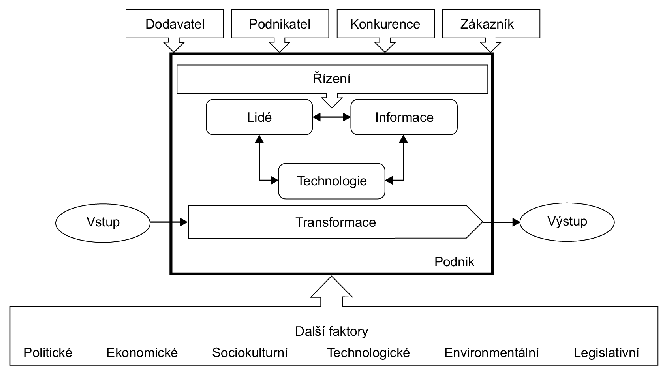 Dodavatel Podnikatel Konkurence Zákazník
Řízení
Lidé Informace
Technologie
Vstup Transformace Výstup
Podnik
Další faktory
Politické Ekonomické Sociokulturní Technologické Environmentální Legislativní